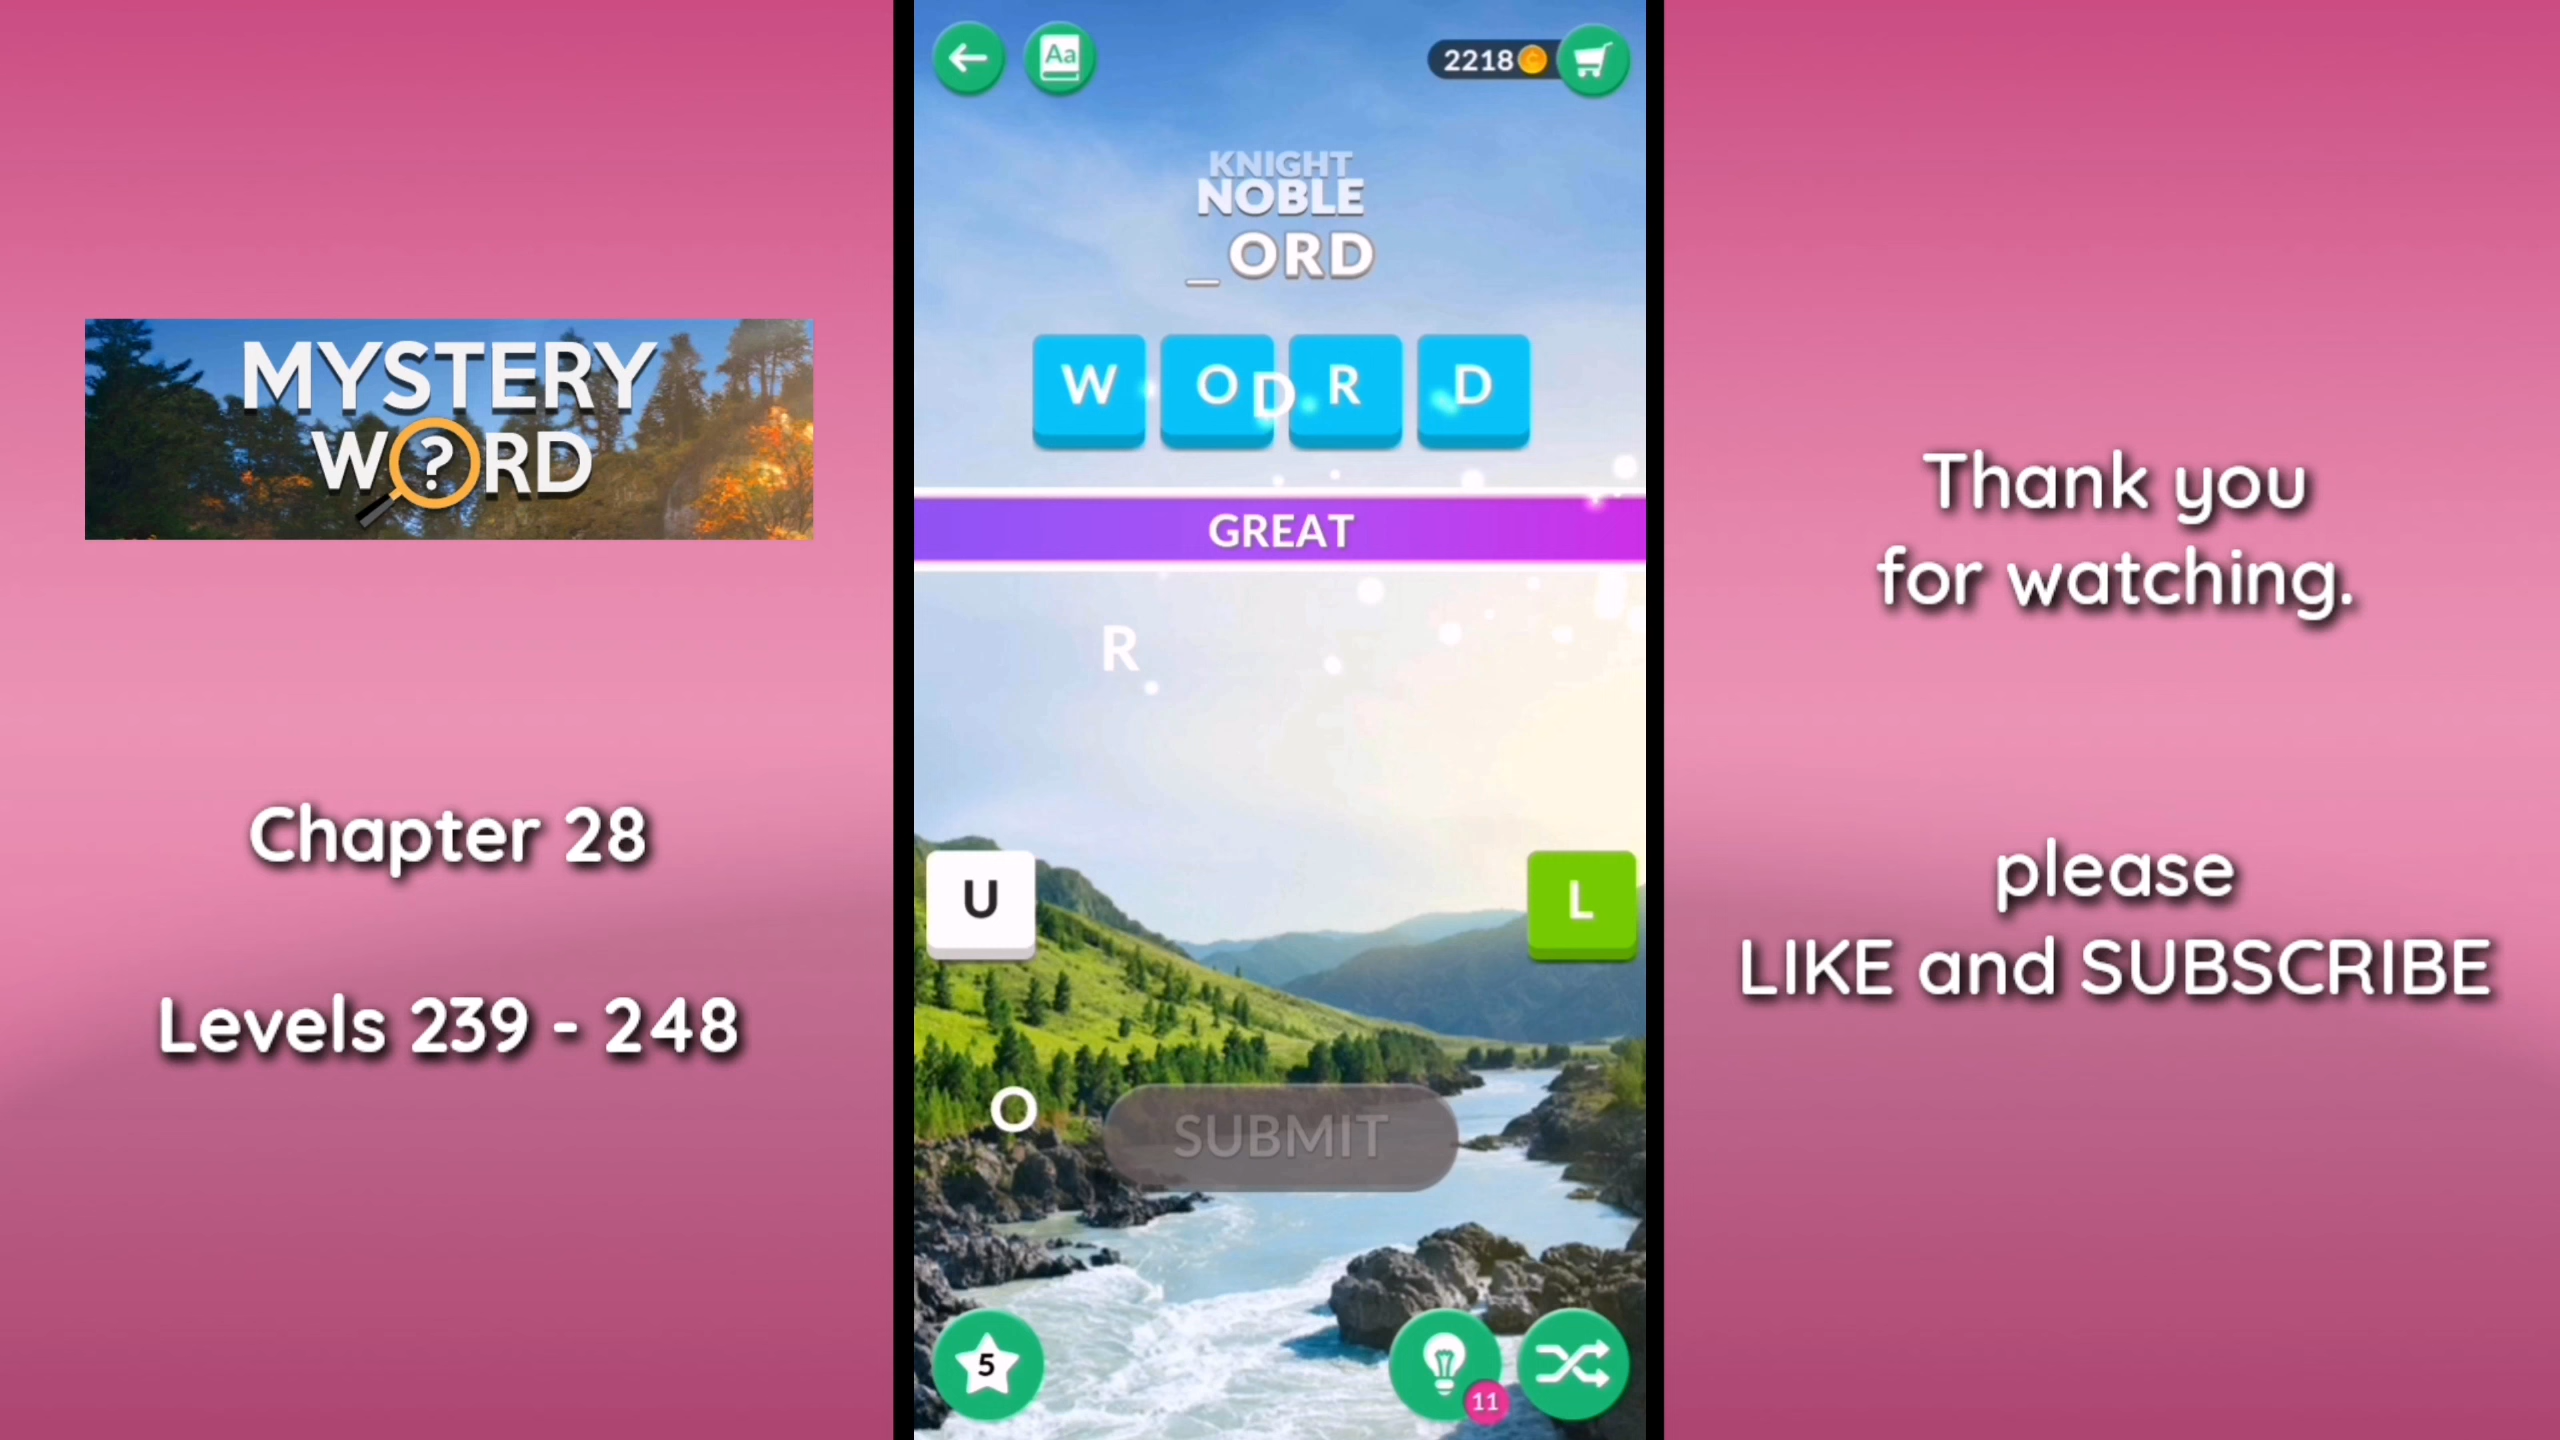 MYSTERY
W?RD
Chapter 28
Levels 239 - 248
Aa
2218
KNIGHT
NOBLE
_ORD
W O R D
D
GREAT
R
U L
O
SUBMIT
5
11
Thank you
for watching.
please
LIKE and SUBSCRIBE